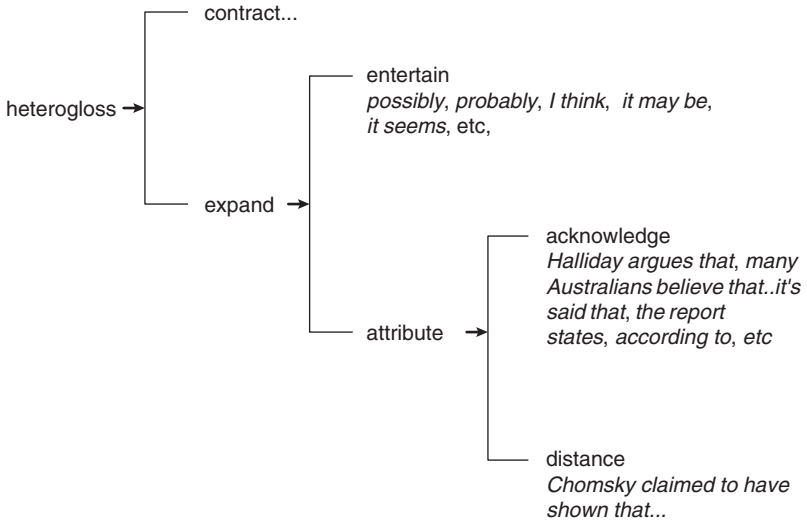 contract...
entertain
possibly, probably, I think, it may be,
it seems, etc,
heterogloss
expand
acknowledge
Halliday argues that, many
Australians believe that..it's
said that, the report
states, according to, etc
attribute
distance
Chomsky claimed to have
shown that...